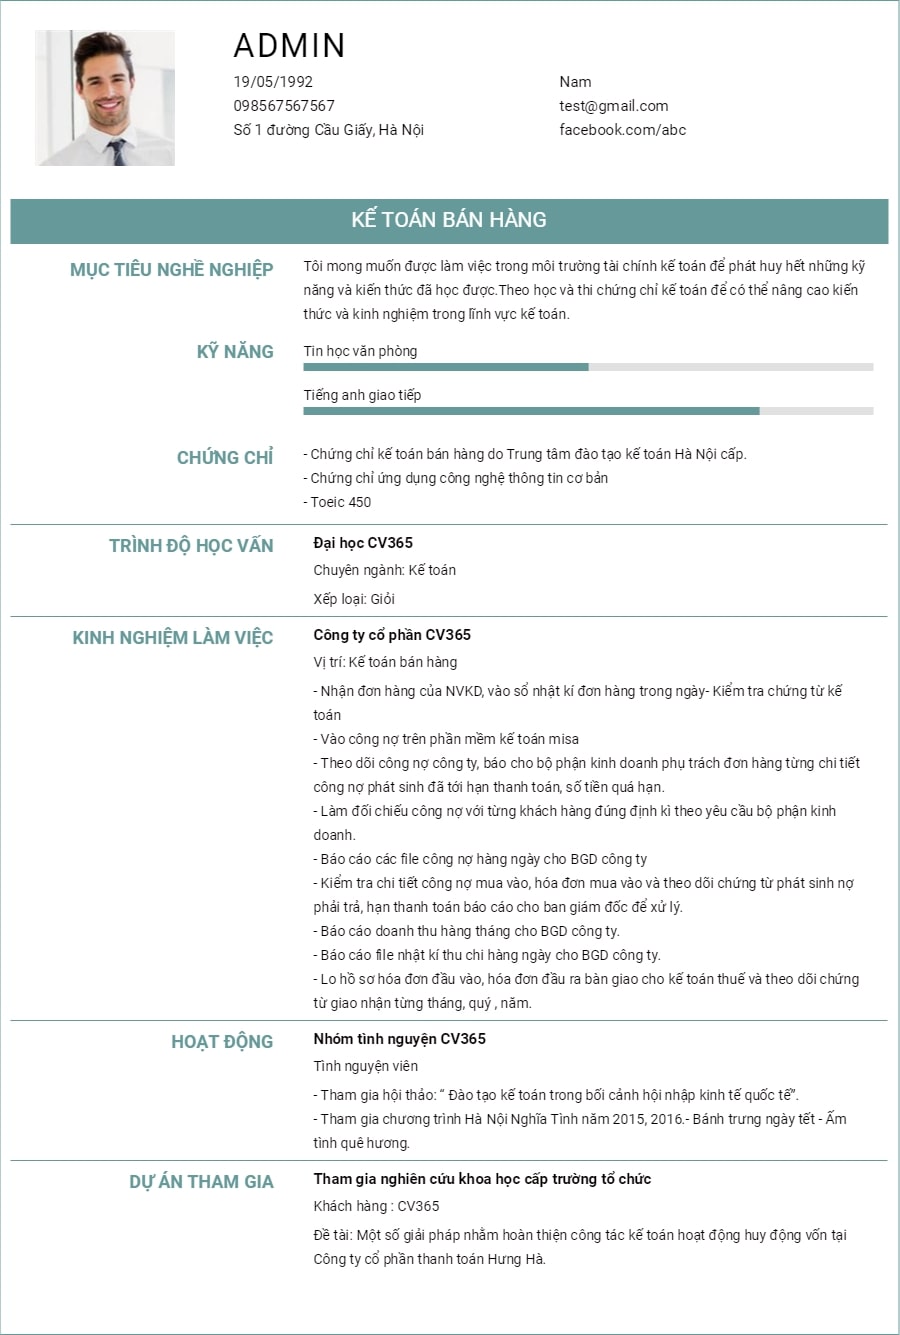 ADMIN
19/05/1992
Nam
098567567567
test@gmail.com
Số 1 đường Cầu Giấy, Hà Nội
facebook.com/abc
KẾ TOÁN BÁN HÀNG
MỤC TIÊU NGHỀ NGHIỆP
Tôi mong muốn được làm việc trong môi trường tài chính kế toán để phát huy hết những kỹ
năng và kiến thức đã học được.Theo học và thi chứng chỉ kế toán để có thể nâng cao kiến
thức và kinh nghiệm trong lĩnh vực kế toán.
KỸ NĂNG
Tin học văn phòng
Tiếng anh giao tiếp
CHỨNG CHỈ
- Chứng chỉ kế toán bán hàng do Trung tâm đào tạo kế toán Hà Nội cấp.
- Chứng chỉ ứng dụng công nghệ thông tin cơ bản
- Toeic 450
TRÌNH ĐỘ HỌC VẤN
Đại học CV365
Chuyên ngành: Kế toán
Xếp loại: Giỏi
KINH NGHIỆM LÀM VIỆC
Công ty cổ phần CV365
Vị trí: Kế toán bán hàng
- Nhận đơn hàng của NVKD, vào sổ nhật kí đơn hàng trong ngày- Kiểm tra chứng từ kế
toán
- Vào công nợ trên phần mềm kế toán misa
- Theo dõi công nợ công ty, báo cho bộ phận kinh doanh phụ trách đơn hàng từng chi tiết
công nợ phát sinh đã tới hạn thanh toán, số tiền quá hạn.
- Làm đối chiếu công nợ với từng khách hàng đúng định kì theo yêu cầu bộ phận kinh
doanh.
- Báo cáo các file công nợ hàng ngày cho BGD công ty
- Kiểm tra chi tiết công nợ mua vào, hóa đơn mua vào và theo dõi chứng từ phát sinh nợ
phải trả, hạn thanh toán báo cáo cho ban giám đốc để xử lý.
- Báo cáo doanh thu hàng tháng cho BGD công ty.
- Báo cáo file nhật kí thu chi hàng ngày cho BGD công ty.
- Lo hồ sơ hóa đơn đầu vào, hóa đơn đầu ra bàn giao cho kế toán thuế và theo dõi chứng
từ giao nhận từng tháng, quý , năm.
HOẠT ĐỘNG
Nhóm tình nguyện CV365
Tình nguyện viên
- Tham gia hội thảo: “ Đào tạo kế toán trong bối cảnh hội nhập kinh tế quốc tế”.
- Tham gia chương trình Hà Nội Nghĩa Tình năm 2015, 2016.- Bánh trưng ngày tết - Ấm
tình quê hương.
DỰ ÁN THAM GIA
Tham gia nghiên cứu khoa học cấp trường tổ chức
Khách hàng : CV365
Đề tài: Một số giải pháp nhằm hoàn thiện công tác kế toán hoạt động huy động vốn tại
Công ty cổ phần thanh toán Hưng Hà.